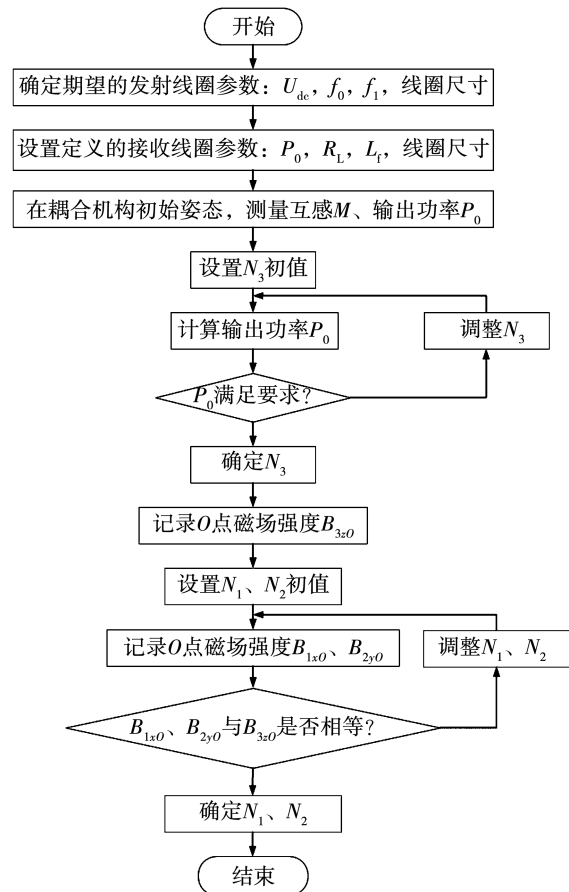 开始
确定期望的发射线圈参数：U_dc，f_0，f_1，线圈尺寸
设置定义的接收线圈参数：P_0，R_L，L_f，线圈尺寸
在耦合机构初始姿态，测量互感M、输出功率P_0
设置N_3初值
计算输出功率P_0
调整N_3
P_0满足要求？
确定N_3
记录O点磁场强度B_3zO
设置N_1、N_2初值
记录O点磁场强度B_1xO、B_2yO
调整N_1、N_2
B_1xO、B_2yO与B_3zO是否相等？
确定N_1、N_2
结束